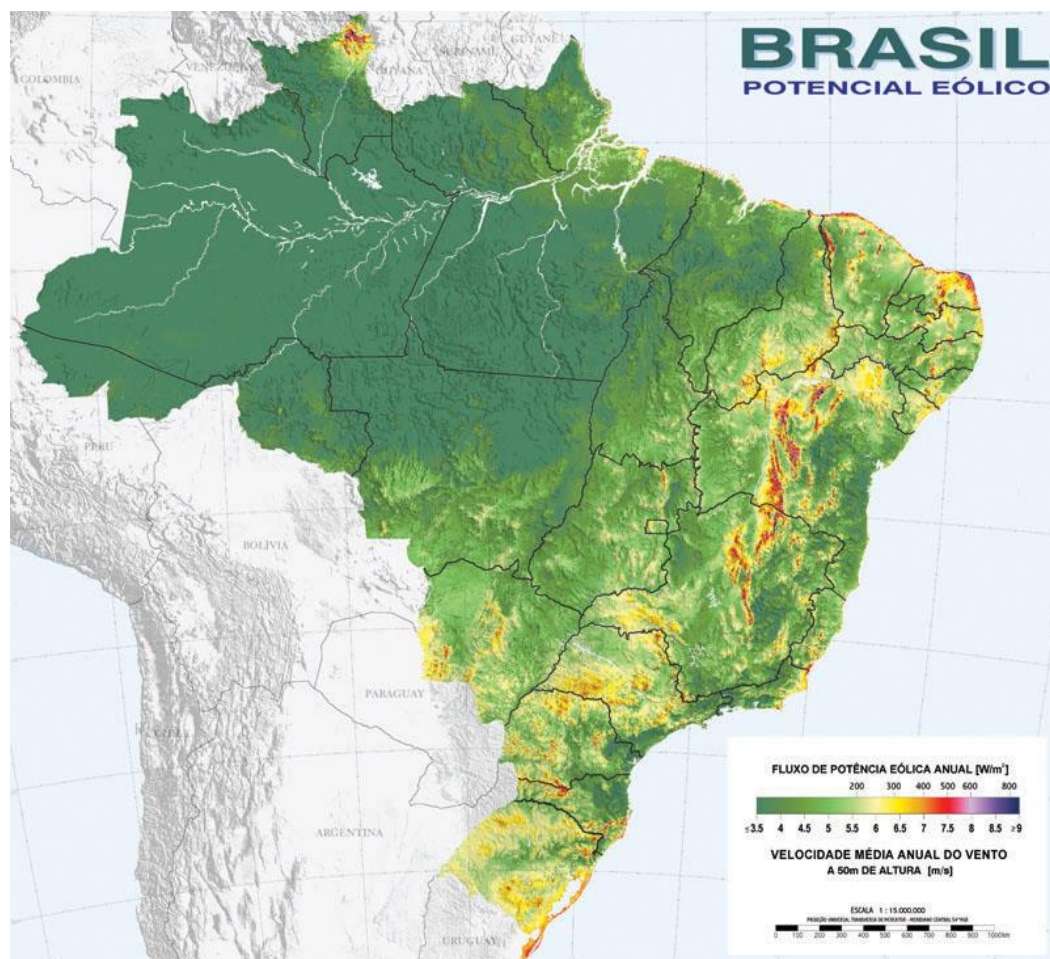 BRASIL
POTENCIAL EÓLICO
COLOMBIA
VENEZUELA
GUYANA
SURINAME
PERU
BOLÍVIA
PARAGUAY
ARGENTINA
URUGUAY
FLUXO DE POTÊNCIA EÓLICA ANUAL [W/m²]
200 300 400 500 600 800
≤3.5 4 4.5 5 5.5 6 6.5 7 7.5 8 8.5 ≥9
VELOCIDADE MÉDIA ANUAL DO VENTO
A 50m DE ALTURA [m/s]
ESCALA 1 : 15.000.000
0 100 200 300 400 500 600 700 800 900 1000km